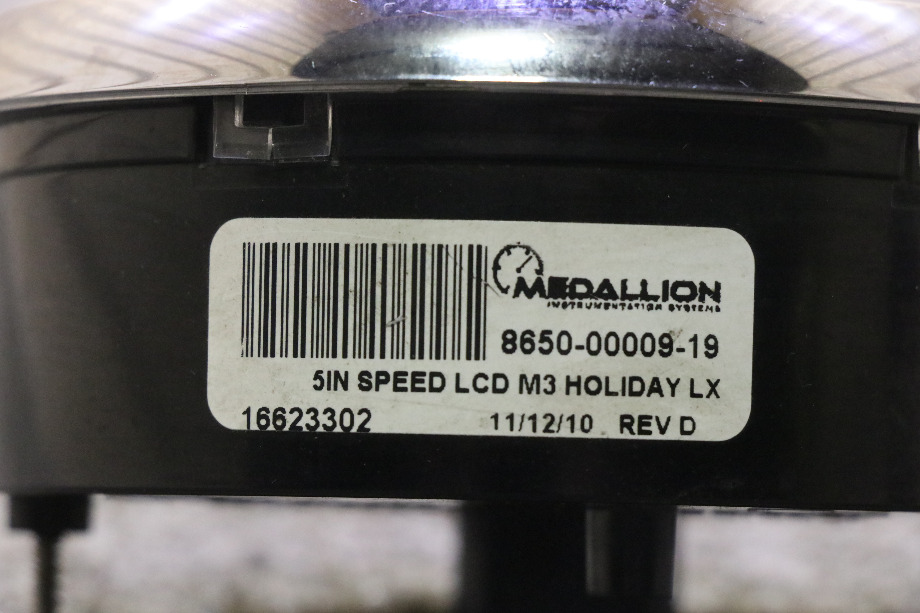 MEDALLION
INSTRUMENTATION SYSTEMS
8650-00009-19
5IN SPEED LCD M3 HOLIDAY LX
16623302 11/12/10 REV D